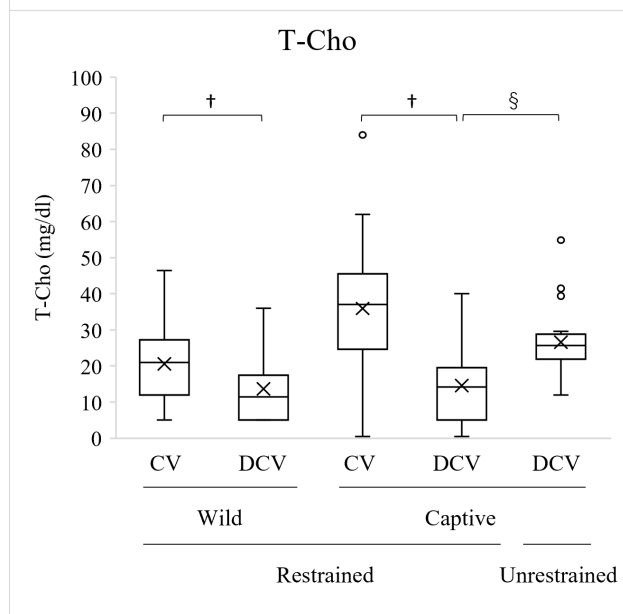 T-Cho
T-Cho (mg/dl)
100
† † §
90
80
70
60
50
40
30
20
10
0
CV DCV CV DCV DCV
Wild Captive
Restrained Unrestrained